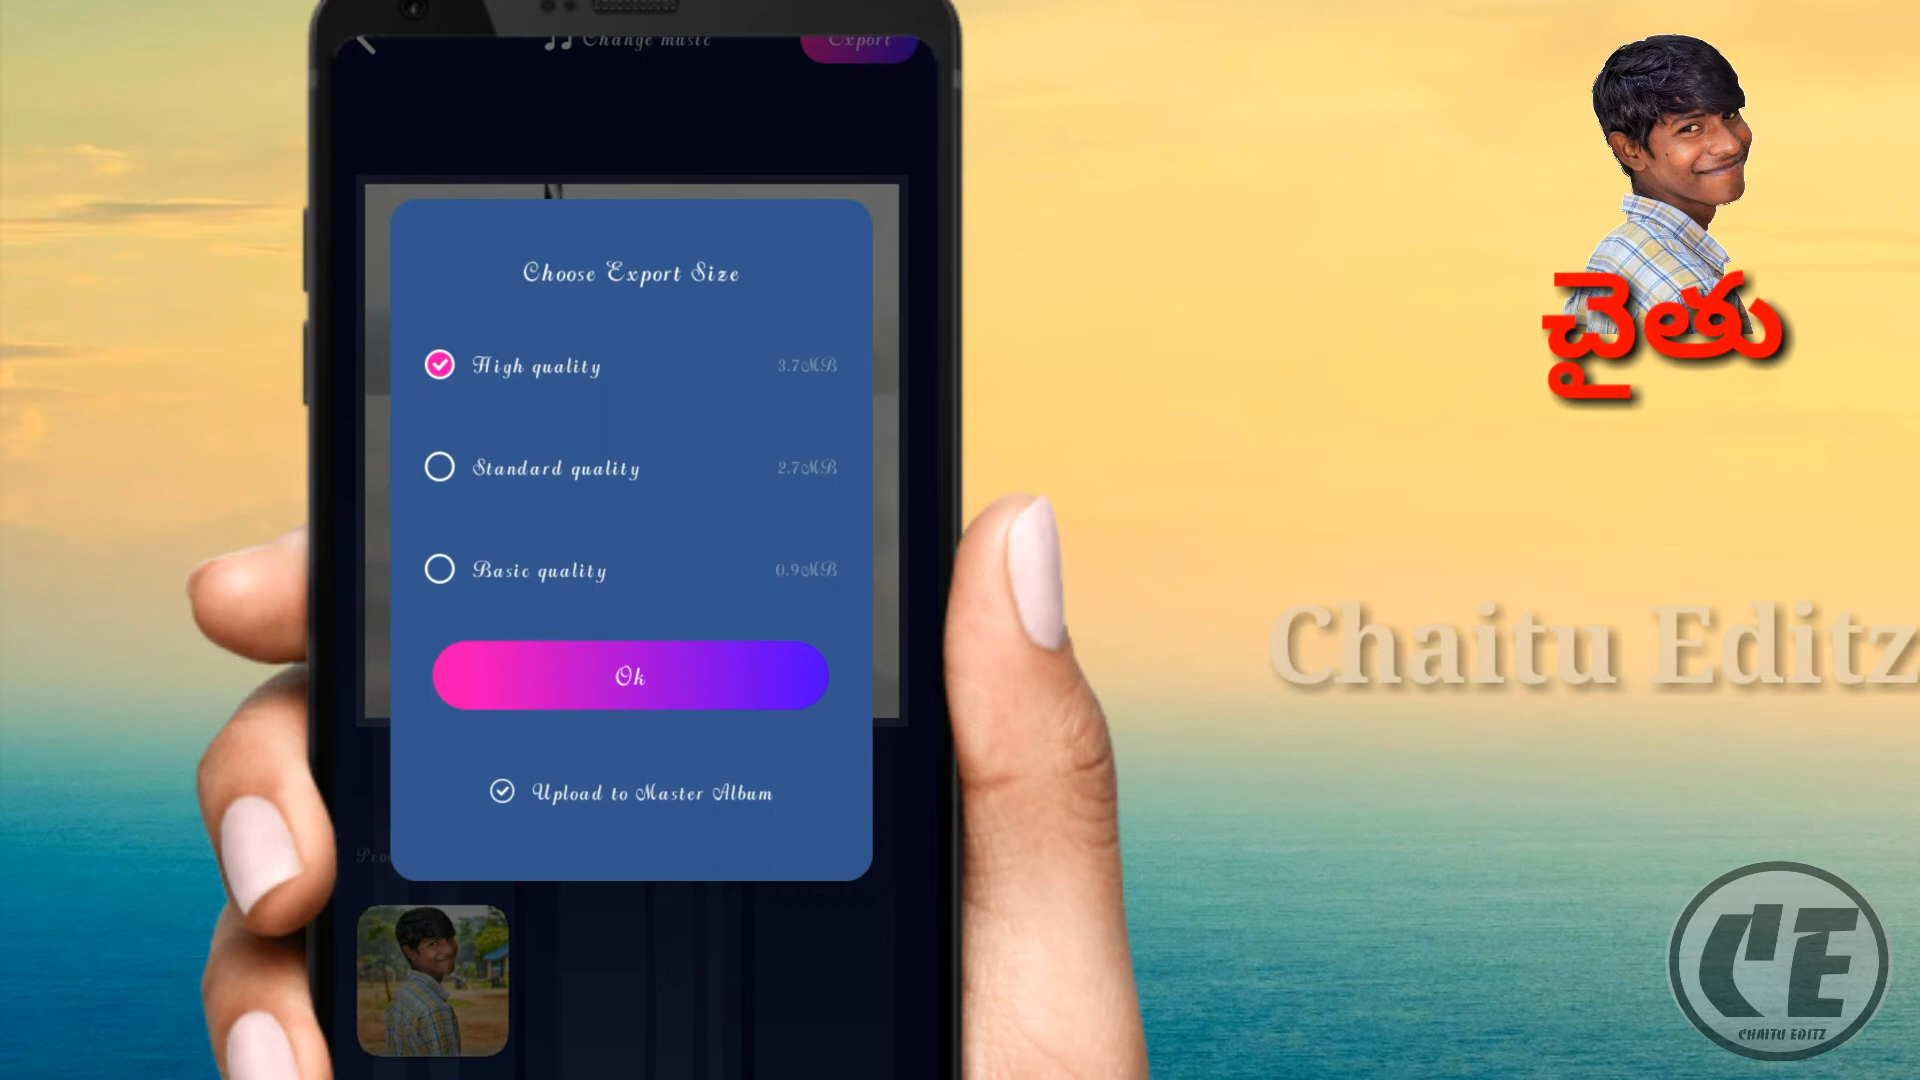 Change music
Export
Choose Export Size
High quality 3.7MB
Standard quality 2.7MB
Basic quality 0.9MB
Ok
Upload to Master Album
చైతు
Chaitu Editz
CE
CHAITU EDITZ